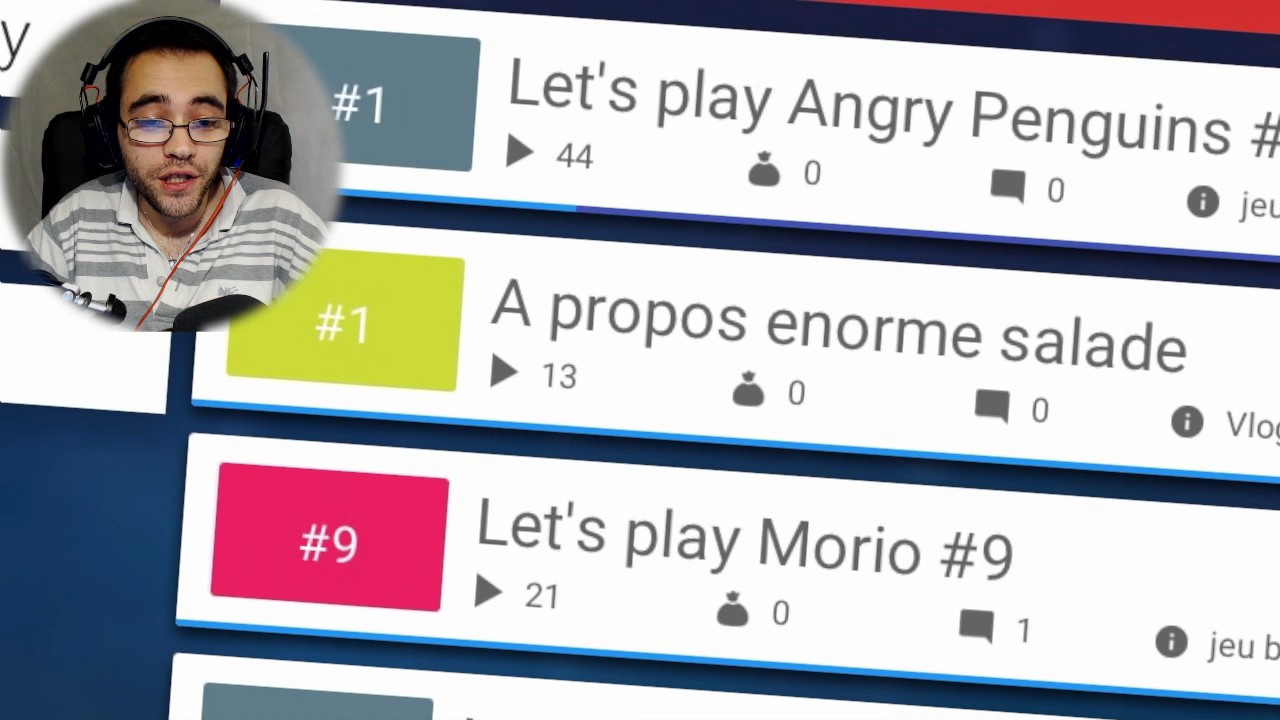 y
#1
Let's play Angry Penguins #
44 0 0 jeu
#1
A propos enorme salade
13 0 0 Vlog
#9
Let's play Morio #9
21 0 1 jeu b